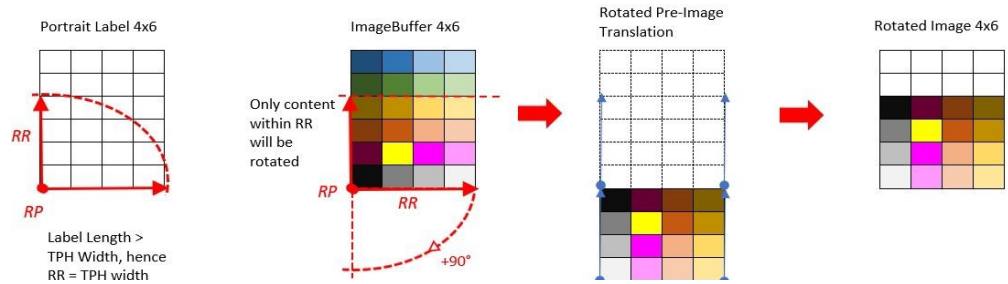 Portrait Label 4x6
RR
RP
Label Length >
TPH Width, hence
RR = TPH width
ImageBuffer 4x6
Only content
within RR
will be
rotated
RP
RR
+90°
Rotated Pre-Image
Translation
Rotated Image 4x6